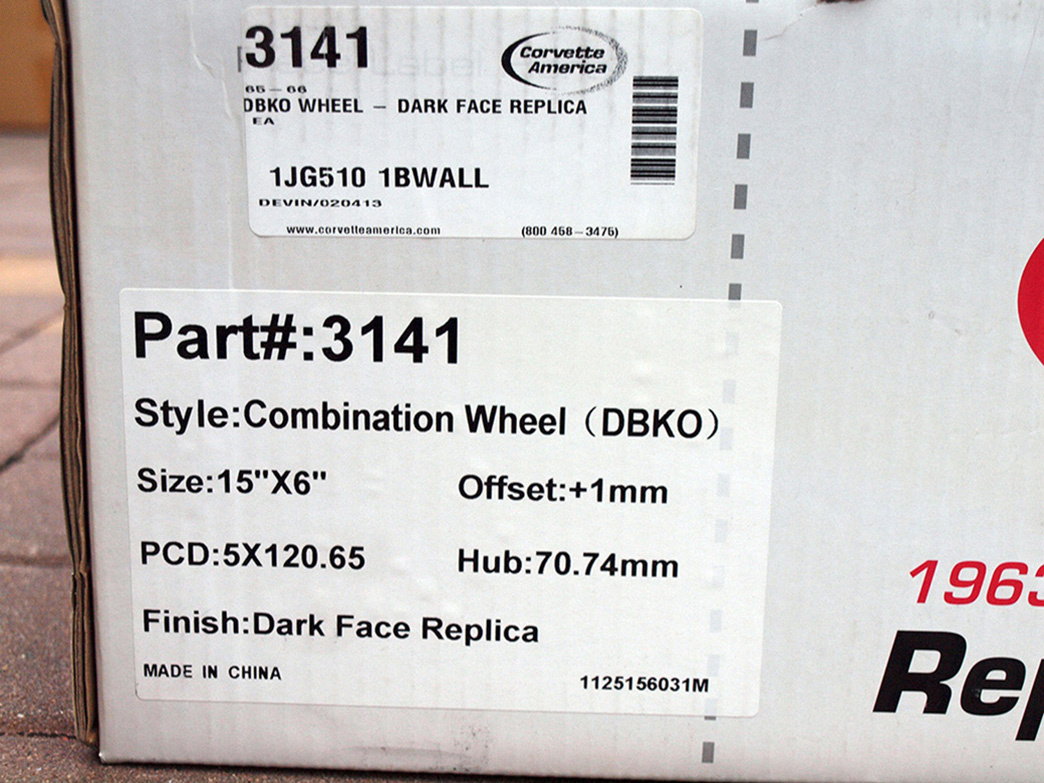 3141
Corvette
America
65-66
DBKO WHEEL - DARK FACE REPLICA
EA
1JG510 1BWALL
DEVIN/020413
www.corvetteamerica.com (800 458-3475)
Part#:3141
Style:Combination Wheel（DBKO）
Size:15"X6" Offset:+1mm
PCD:5X120.65 Hub:70.74mm
Finish:Dark Face Replica
MADE IN CHINA 1125156031M
1963
Rep